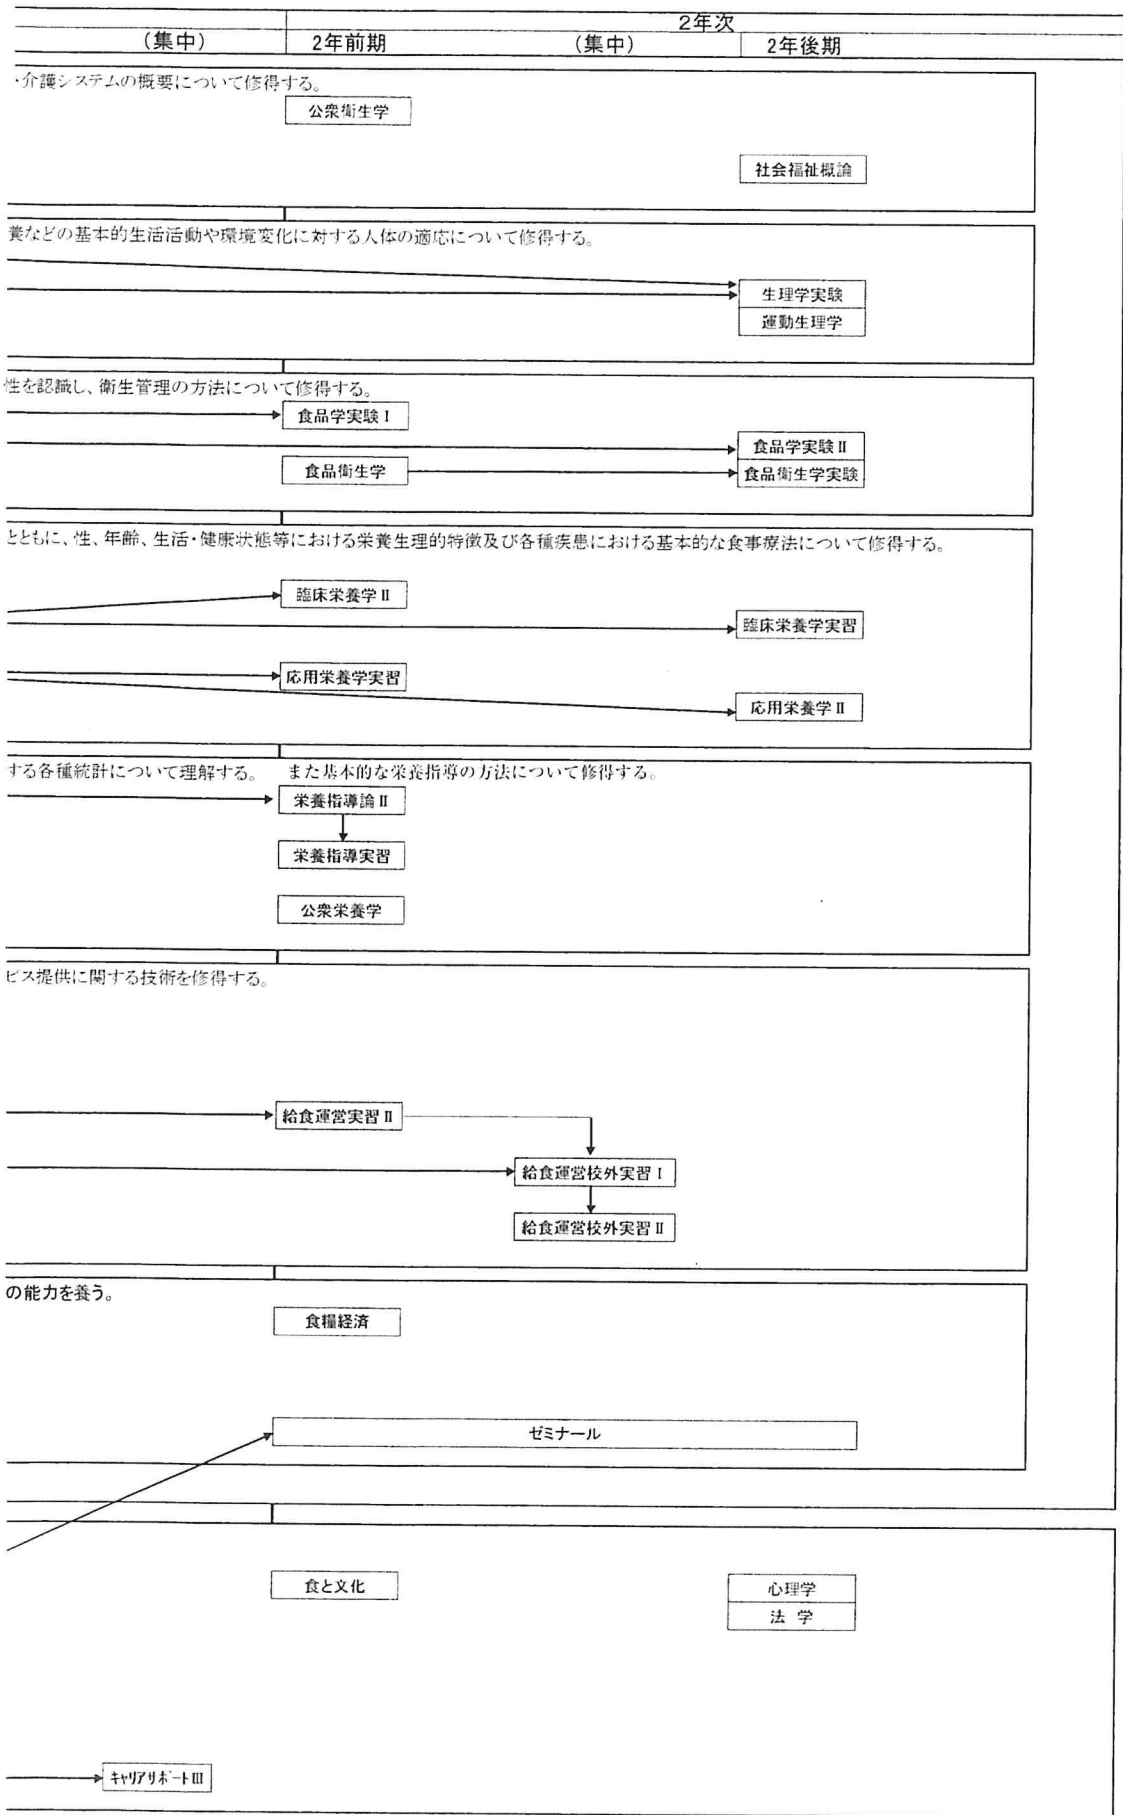 2年次
(集中) 2年前期 (集中) 2年後期
・介護システムの概要について修得する。
公衆衛生学
社会福祉概論
養などの基本的生活活動や環境変化に対する人体の適応について修得する。
生理学実験
運動生理学
性を認識し、衛生管理の方法について修得する。
食品学実験Ⅰ
食品学実験Ⅱ
食品衛生学 食品衛生学実験
とともに、性、年齢、生活・健康状態等における栄養生理的特徴及び各種疾患における基本的な食事療法について修得する。
臨床栄養学Ⅱ
臨床栄養学実習
応用栄養学実習
応用栄養学Ⅱ
する各種統計について理解する。 また基本的な栄養指導の方法について修得する。
栄養指導論Ⅱ
栄養指導実習
公衆栄養学
ビス提供に関する技術を修得する。
給食運営実習Ⅱ
給食運営校外実習Ⅰ
給食運営校外実習Ⅱ
の能力を養う。
食糧経済
ゼミナール
食と文化 心理学
法 学
キャリアサポートⅢ